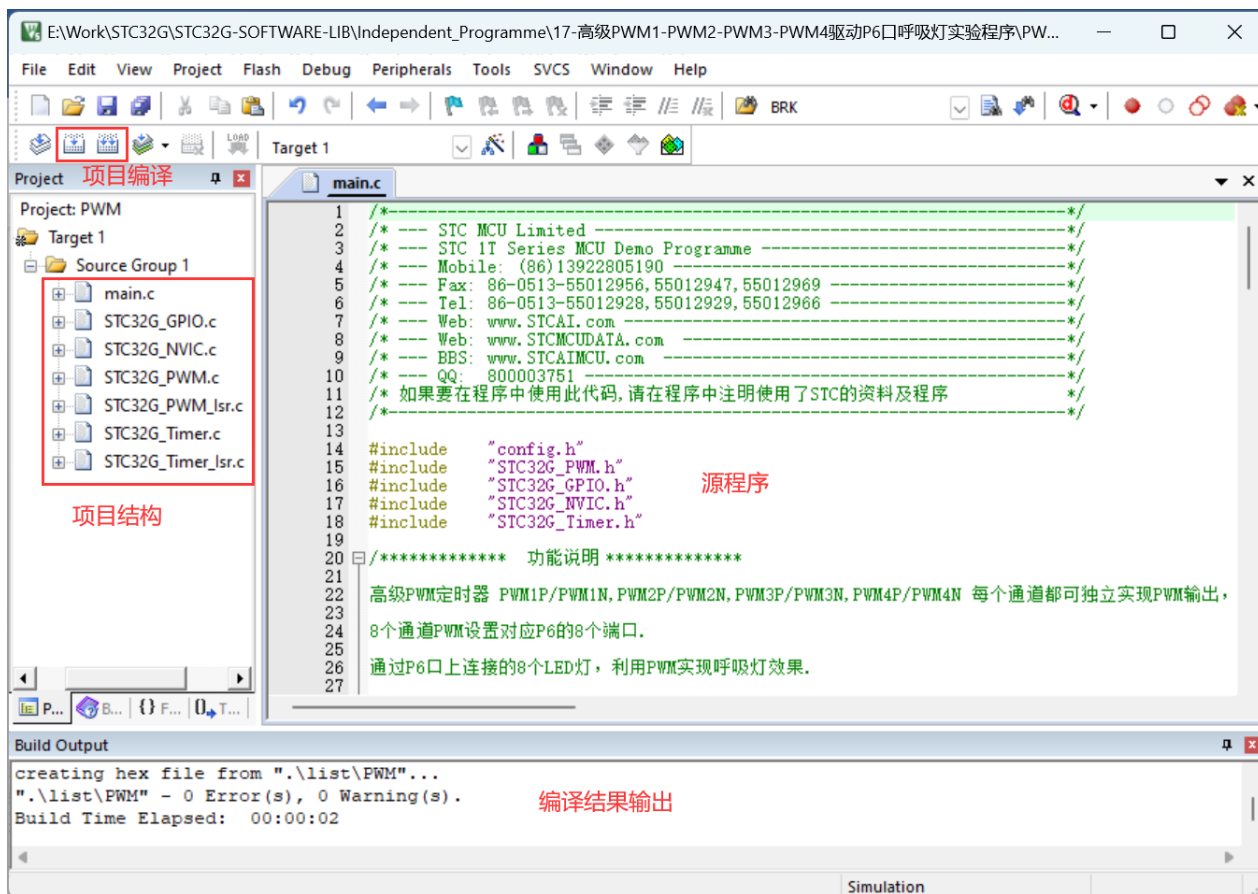 E:\Work\STC32G\STC32G-SOFTWARE-LIB\Independent_Programme\17-高级PWM1-PWM2-PWM3-PWM4驱动P6口呼吸灯实验程序\PW...
File Edit View Project Flash Debug Peripherals Tools SVCS Window Help
BRK
LOAD
Target 1
项目编译
Project
Project: PWM
Target 1
Source Group 1
main.c
STC32G_GPIO.c
STC32G_NVIC.c
STC32G_PWM.c
STC32G_PWM_Isr.c
STC32G_Timer.c
STC32G_Timer_Isr.c
项目结构
P... B... {} F... T...
main.c
1 /*---------------------------------------------------------------------*/
2 /* --- STC MCU Limited ------------------------------------------------*/
3 /* --- STC 1T Series MCU Demo Programme -------------------------------*/
4 /* --- Mobile: (86)13922805190 ----------------------------------------*/
5 /* --- Fax: 86-0513-55012956,55012947,55012969 ------------------------*/
6 /* --- Tel: 86-0513-55012928,55012929,55012966 ------------------------*/
7 /* --- Web: www.STCAI.com ---------------------------------------------*/
8 /* --- Web: www.STCMCUDATA.com  ---------------------------------------*/
9 /* --- BBS: www.STCAIMCU.com  -----------------------------------------*/
10 /* --- QQ:  800003751 -------------------------------------------------*/
11 /* 如果要在程序中使用此代码,请在程序中注明使用了STC的资料及程序            */
12 /*---------------------------------------------------------------------*/
13
14 #include "config.h"
15 #include "STC32G_PWM.h"
16 #include "STC32G_GPIO.h"
17 #include "STC32G_NVIC.h"
18 #include "STC32G_Timer.h"
源程序
19
20 /************* 功能说明 **************
21
22 高级PWM定时器 PWM1P/PWM1N,PWM2P/PWM2N,PWM3P/PWM3N,PWM4P/PWM4N 每个通道都可独立实现PWM输出，
23
24 8个通道PWM设置对应P6的8个端口.
25
26 通过P6口上连接的8个LED灯，利用PWM实现呼吸灯效果.
27
Build Output
creating hex file from ".\list\PWM"...
".\list\PWM" - 0 Error(s), 0 Warning(s).
Build Time Elapsed:  00:00:02
编译结果输出
Simulation